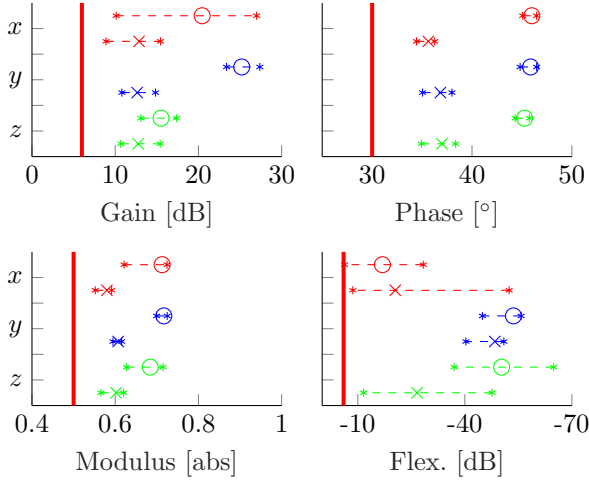 x
y
z
0 10 20 30
Gain [dB]
30 40 50
Phase [°]
x
y
z
0.4 0.6 0.8 1
Modulus [abs]
-10 -40 -70
Flex. [dB]